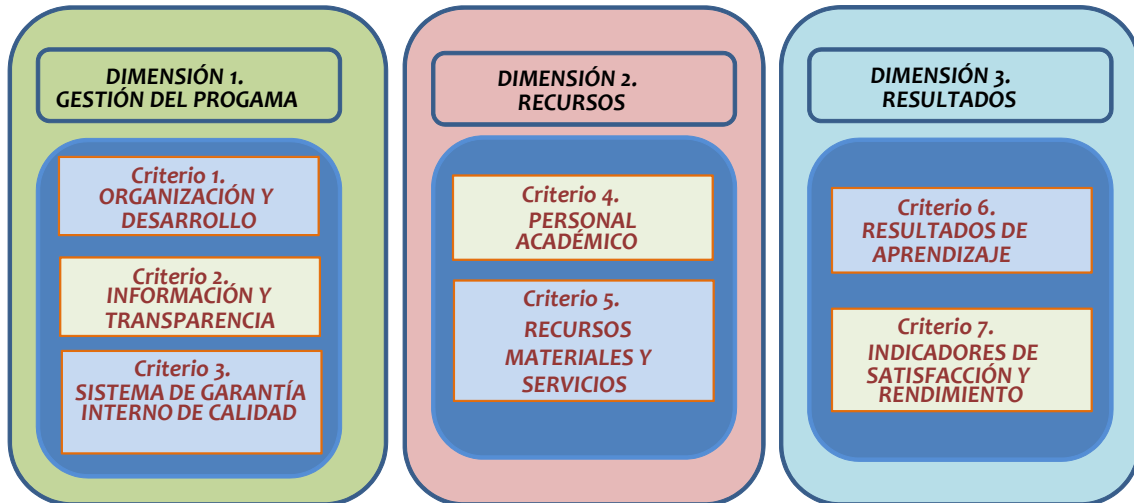 DIMENSIÓN 1.
GESTIÓN DEL PROGAMA
Criterio 1.
ORGANIZACIÓN Y
DESARROLLO
Criterio 2.
INFORMACIÓN Y
TRANSPARENCIA
Criterio 3.
SISTEMA DE GARANTÍA
INTERNO DE CALIDAD
DIMENSIÓN 2.
RECURSOS
Criterio 4.
PERSONAL
ACADÉMICO
Criterio 5.
RECURSOS
MATERIALES Y
SERVICIOS
DIMENSIÓN 3.
RESULTADOS
Criterio 6.
RESULTADOS DE
APRENDIZAJE
Criterio 7.
INDICADORES DE
SATISFACCIÓN Y
RENDIMIENTO